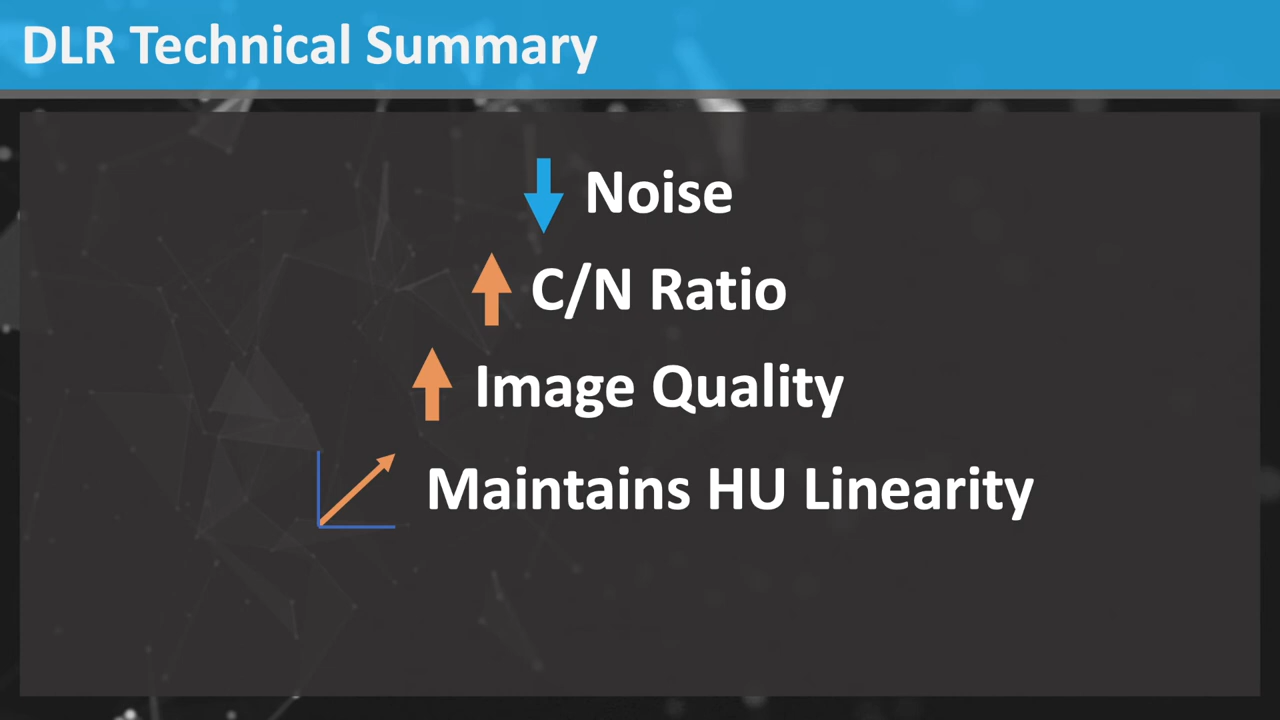 DLR Technical Summary
Noise
C/N Ratio
Image Quality
Maintains HU Linearity